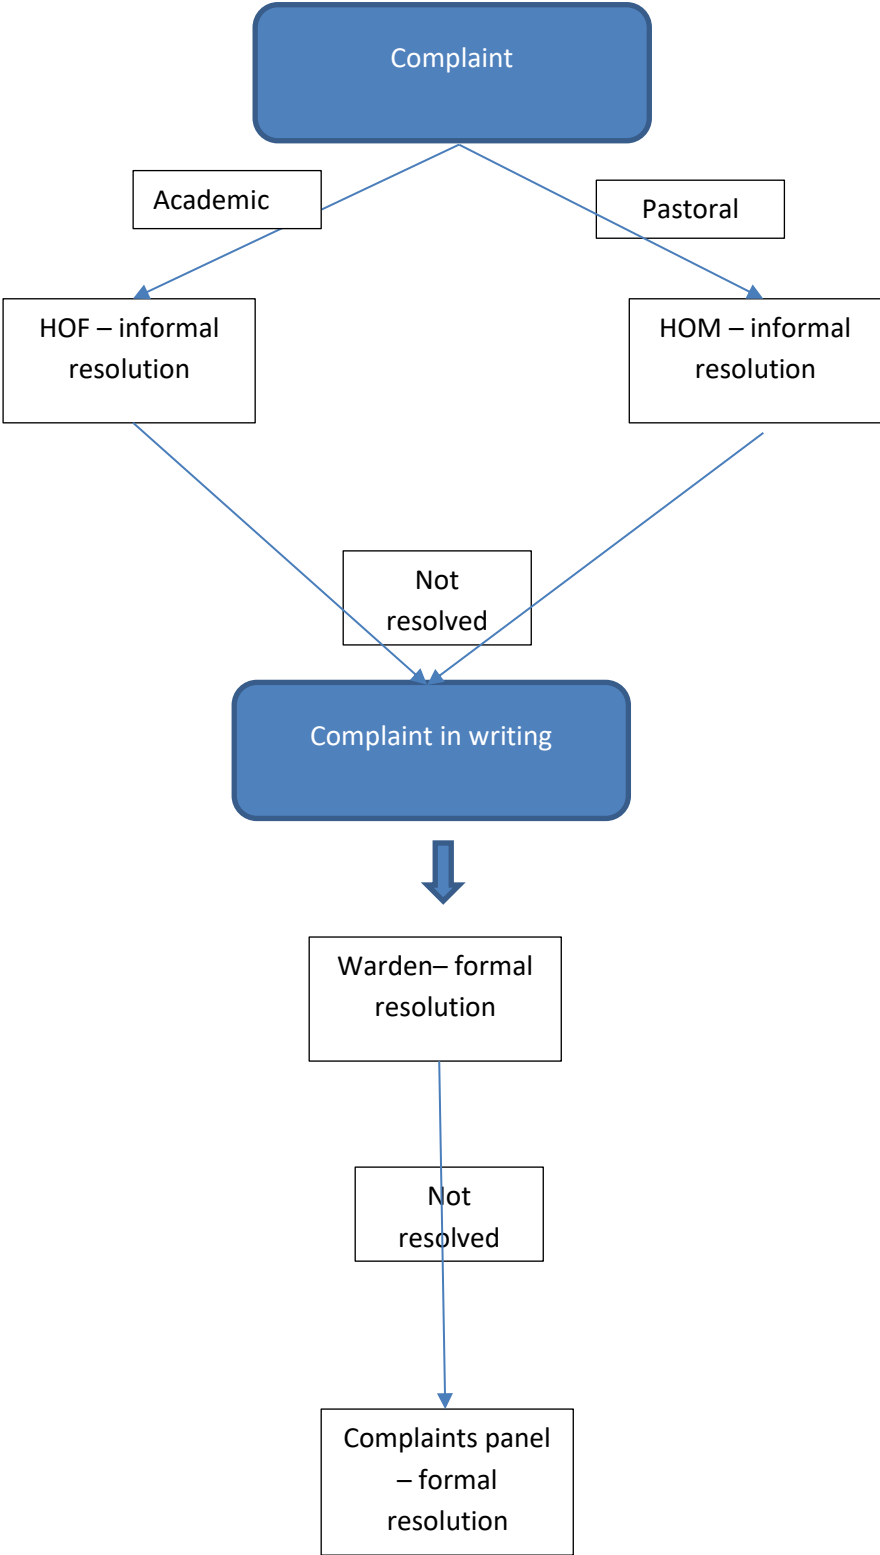 Complaint
Academic
Pastoral
HOF – informal
resolution
HOM – informal
resolution
Not
resolved
Complaint in writing
Warden– formal
resolution
Not
resolved
Complaints panel
– formal
resolution